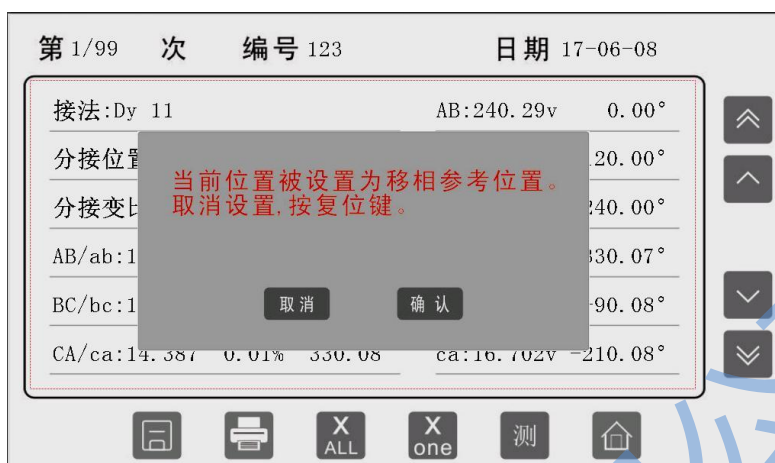 第 1/99 次 编号 123 日期 17-06-08
接法:Dy 11 AB:240.29v 0.00°
分接位置 20.00°
当前位置被设置为移相参考位置。
取消设置,按复位键。
分接变比 240.00°
AB/ab:1 330.07°
BC/bc:1 -90.08°
取消 确认
CA/ca:14.387 0.01% 330.08 ca:16.702v -210.08°
X ALL X one 测